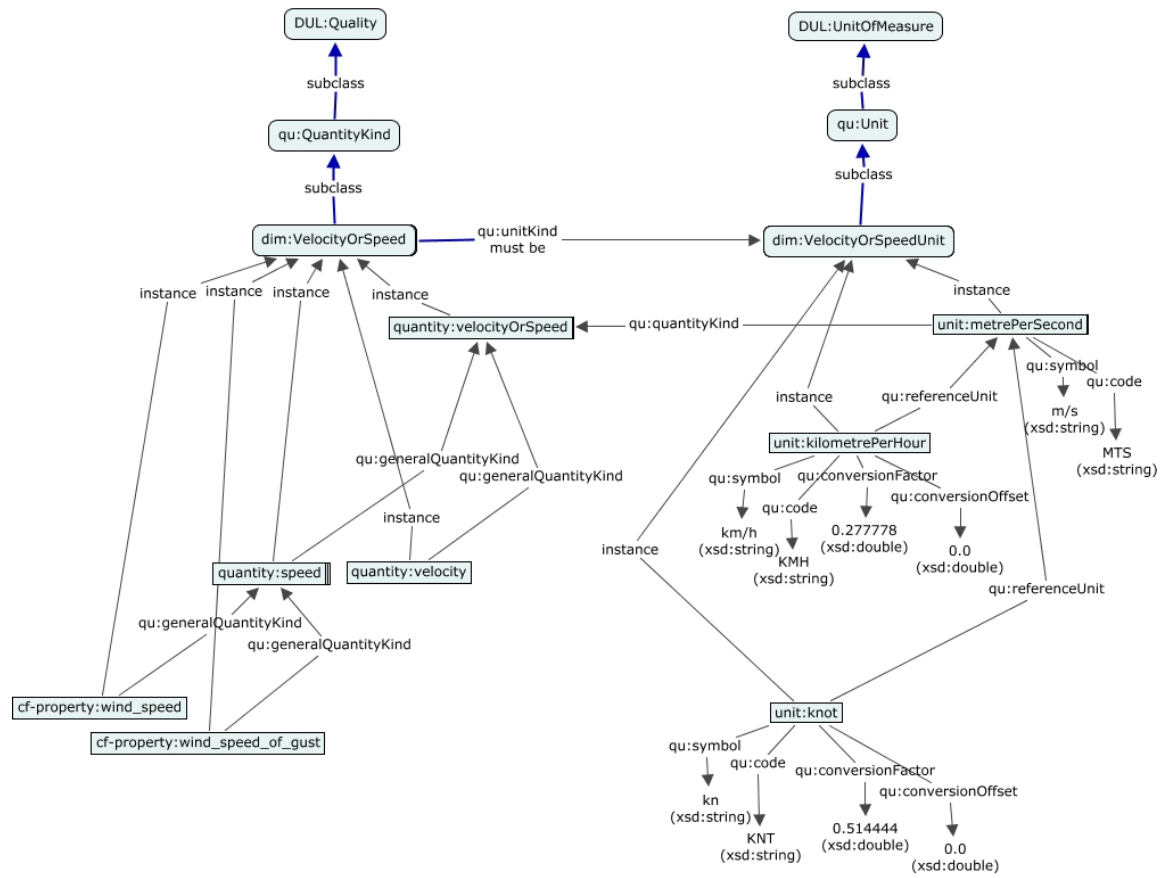 DUL:Quality
DUL:UnitOfMeasure
subclass
subclass
qu:QuantityKind
qu:Unit
subclass
subclass
dim:VelocityOrSpeed
qu:unitKind
must be
dim:VelocityOrSpeedUnit
instance
instance
instance
instance
instance
quantity:velocityOrSpeed
qu:quantityKind
unit:metrePerSecond
qu:symbol
qu:code
instance
qu:referenceUnit
m/s
(xsd:string)
unit:kilometrePerHour
MTS
(xsd:string)
qu:generalQuantityKind
qu:generalQuantityKind
qu:symbol
qu:conversionFactor
qu:code
qu:conversionOffset
instance
km/h
(xsd:string)
KMH
(xsd:string)
0.277778
(xsd:double)
0.0
(xsd:double)
instance
quantity:speed
quantity:velocity
qu:referenceUnit
qu:generalQuantityKind
qu:generalQuantityKind
cf-property:wind_speed
unit:knot
cf-property:wind_speed_of_gust
qu:symbol
qu:code
qu:conversionFactor
qu:conversionOffset
kn
(xsd:string)
KNT
(xsd:string)
0.514444
(xsd:double)
0.0
(xsd:double)